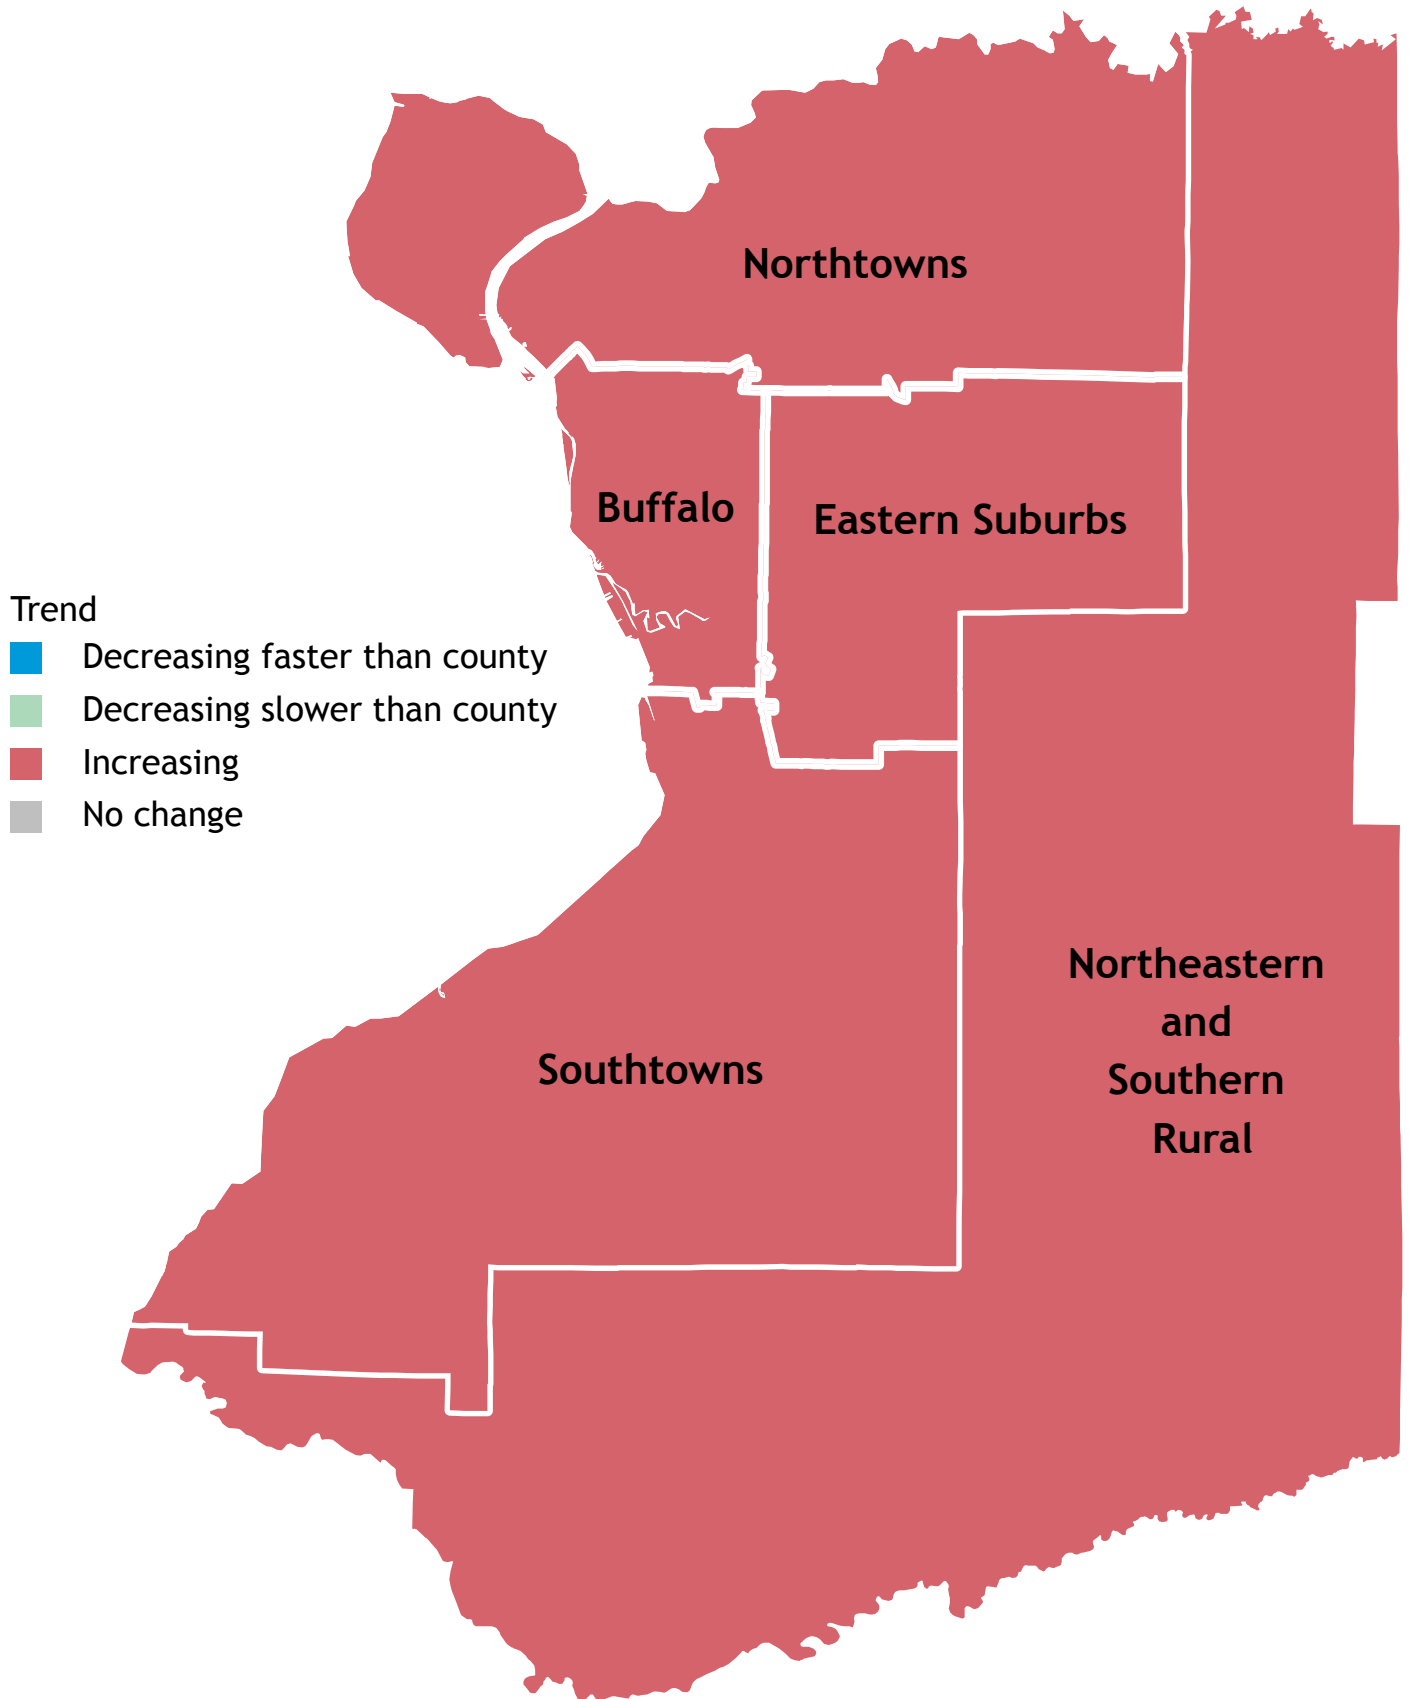 Northtowns
Buffalo
Eastern Suburbs
Trend
Decreasing faster than county
Decreasing slower than county
Increasing
No change
Northeastern
and
Southern
Rural
Southtowns